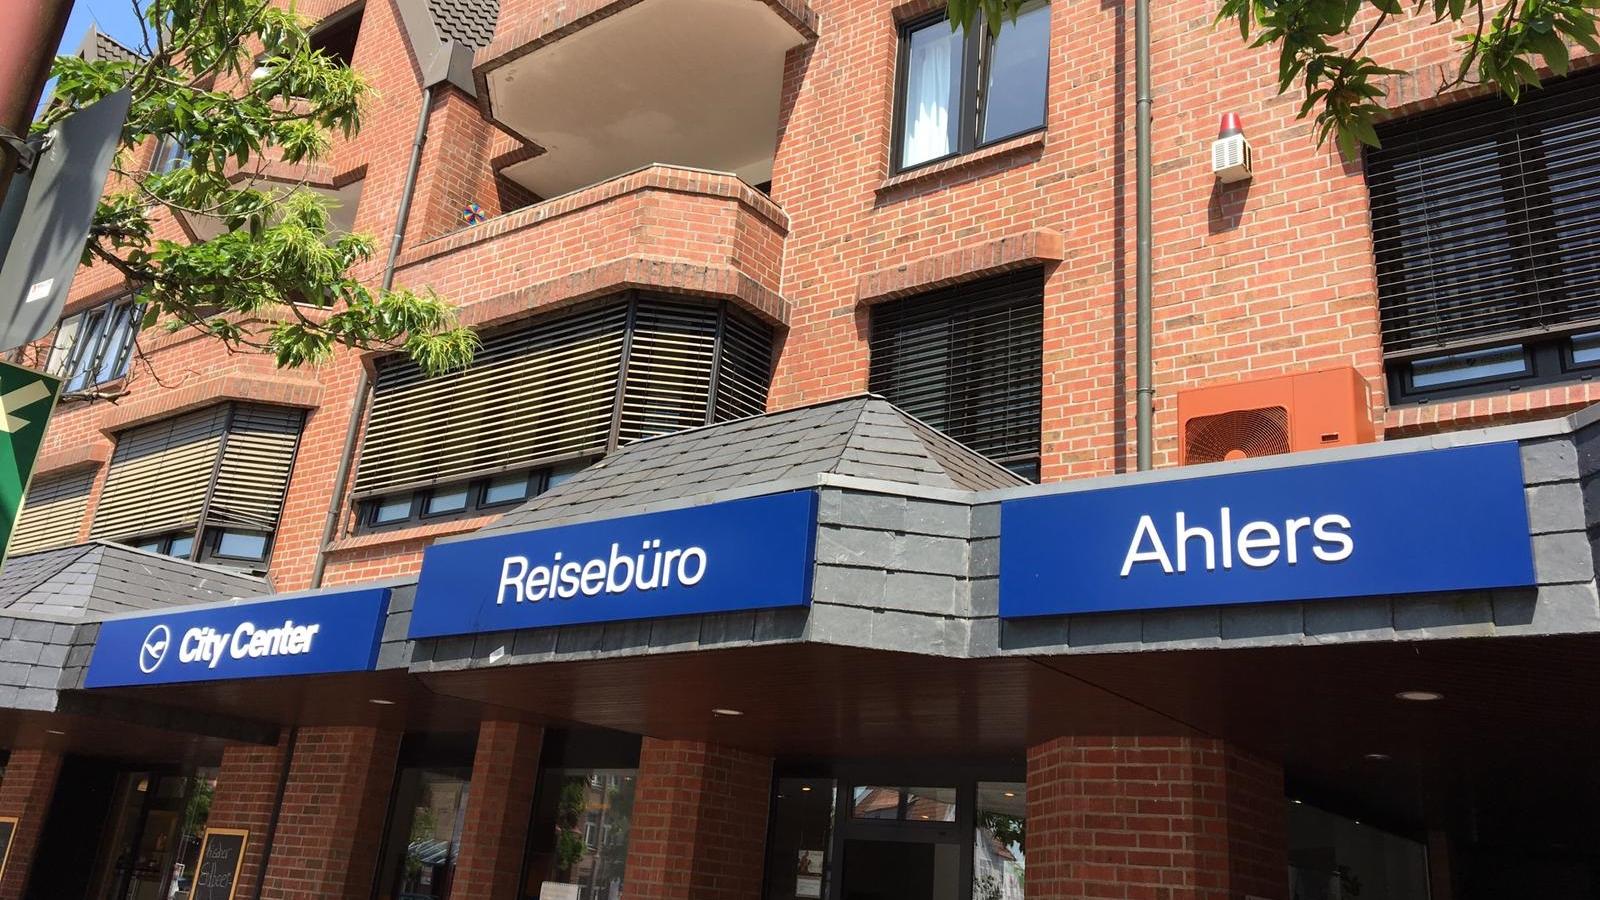 City Center
Reisebüro
Ahlers